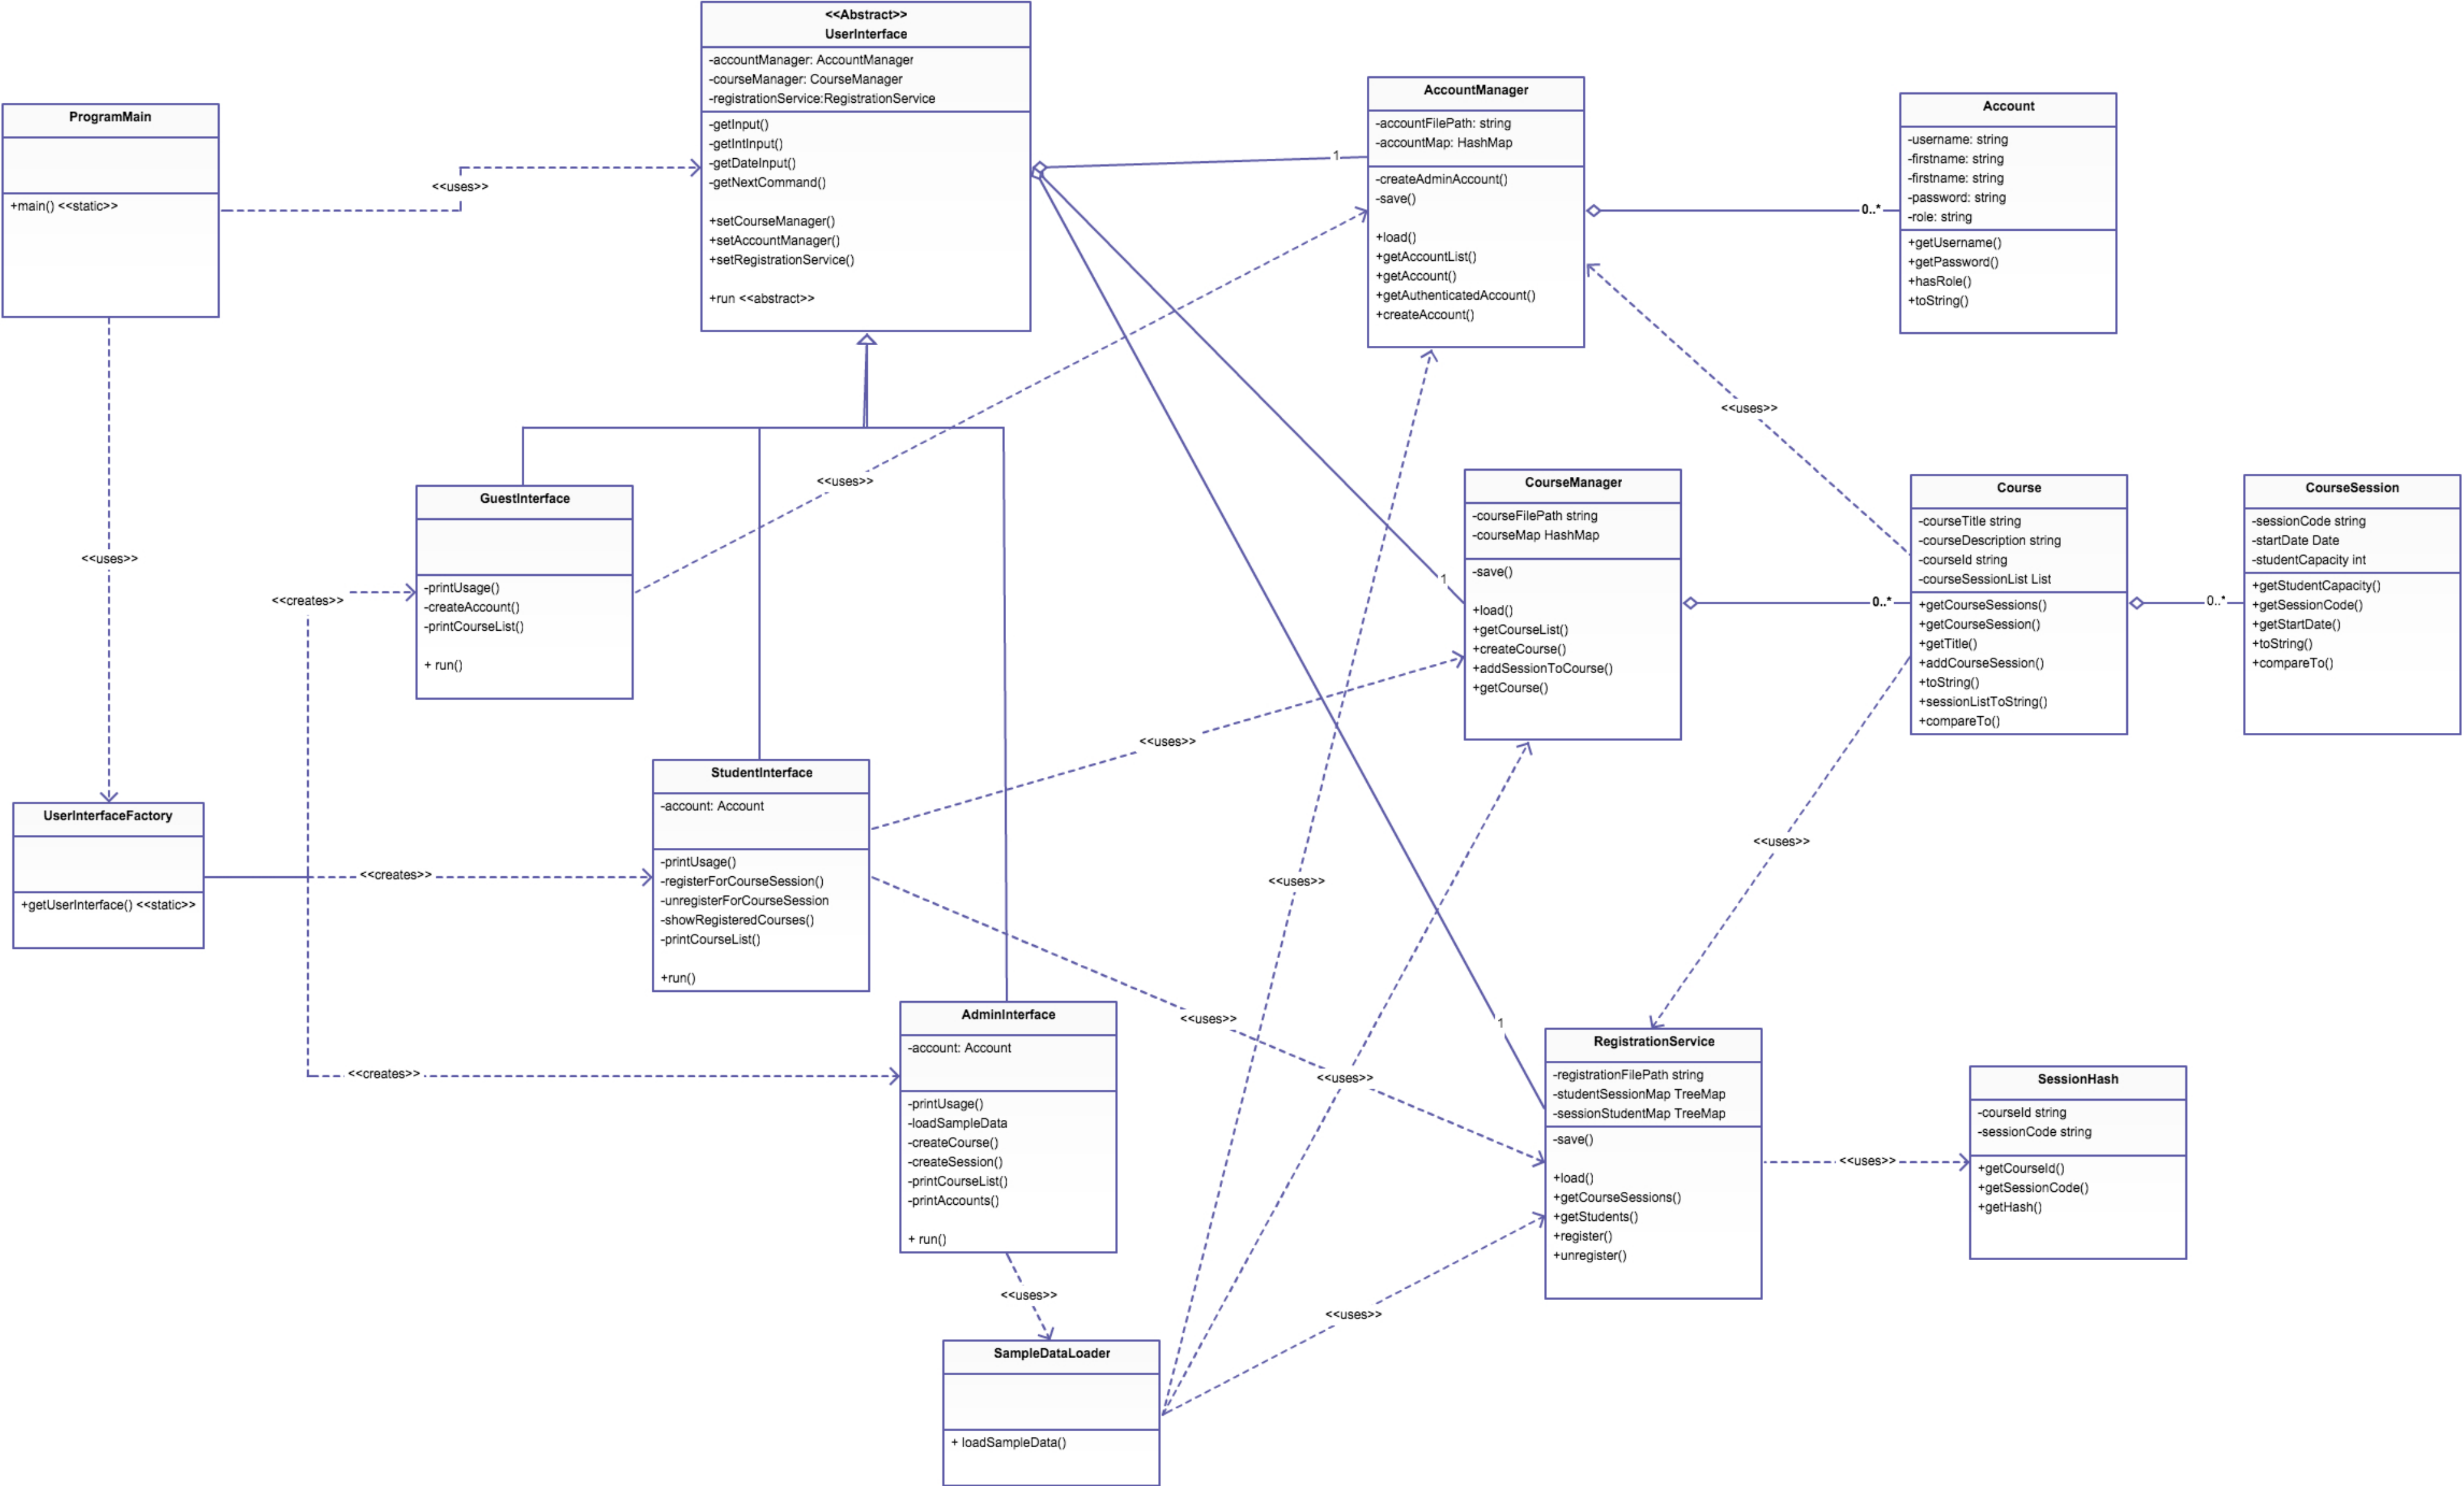 <<Abstract>>
UserInterface
-accountManager: AccountManager
-courseManager: CourseManager
-registrationService:RegistrationService
-getInput()
-getIntInput()
-getDateInput()
-getNextCommand()
+setCourseManager()
+setAccountManager()
+setRegistrationService()
+run <<abstract>>
ProgramMain
+main() <<static>>
<<uses>>
<<uses>>
AccountManager
-accountFilePath: string
-accountMap: HashMap
-createAdminAccount()
-save()
+load()
+getAccountList()
+getAccount()
+getAuthenticatedAccount()
+createAccount()
1
0..*
Account
-username: string
-firstname: string
-firstname: string
-password: string
-role: string
+getUsername()
+getPassword()
+hasRole()
+toString()
<<uses>>
<<uses>>
GuestInterface
-printUsage()
-createAccount()
-printCourseList()
+ run()
<<creates>>
CourseManager
-courseFilePath string
-courseMap HashMap
-save()
+load()
+getCourseList()
+createCourse()
+addSessionToCourse()
+getCourse()
1
0..*
Course
-courseTitle string
-courseDescription string
-courseId string
-courseSessionList List
+getCourseSessions()
+getCourseSession()
+getTitle()
+addCourseSession()
+toString()
+sessionListToString()
+compareTo()
0..*
CourseSession
-sessionCode string
-startDate Date
-studentCapacity int
+getStudentCapacity()
+getSessionCode()
+getStartDate()
+toString()
+compareTo()
<<uses>>
StudentInterface
-account: Account
-printUsage()
-registerForCourseSession()
-unregisterForCourseSession
-showRegisteredCourses()
-printCourseList()
+run()
UserInterfaceFactory
+getUserInterface() <<static>>
<<creates>>
<<uses>>
<<uses>>
<<uses>>
1
AdminInterface
-account: Account
-printUsage()
-loadSampleData
-createCourse()
-createSession()
-printCourseList()
-printAccounts()
+ run()
<<creates>>
<<uses>>
RegistrationService
-registrationFilePath string
-studentSessionMap TreeMap
-sessionStudentMap TreeMap
-save()
+load()
+getCourseSessions()
+getStudents()
+register()
+unregister()
<<uses>>
SessionHash
-courseId string
-sessionCode string
+getCourseId()
+getSessionCode()
+getHash()
<<uses>>
<<uses>>
SampleDataLoader
+ loadSampleData()